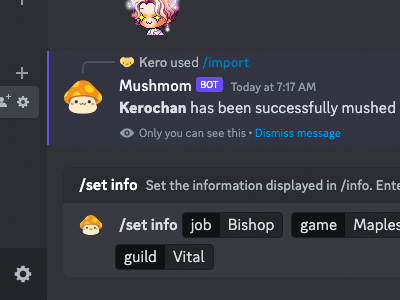 Kero used /import
Mushmom BOT Today at 7:17 AM
Kerochan has been successfully mushed
Only you can see this • Dismiss message
/set info Set the information displayed in /info. Ente
/set info job Bishop game Maples
guild Vital